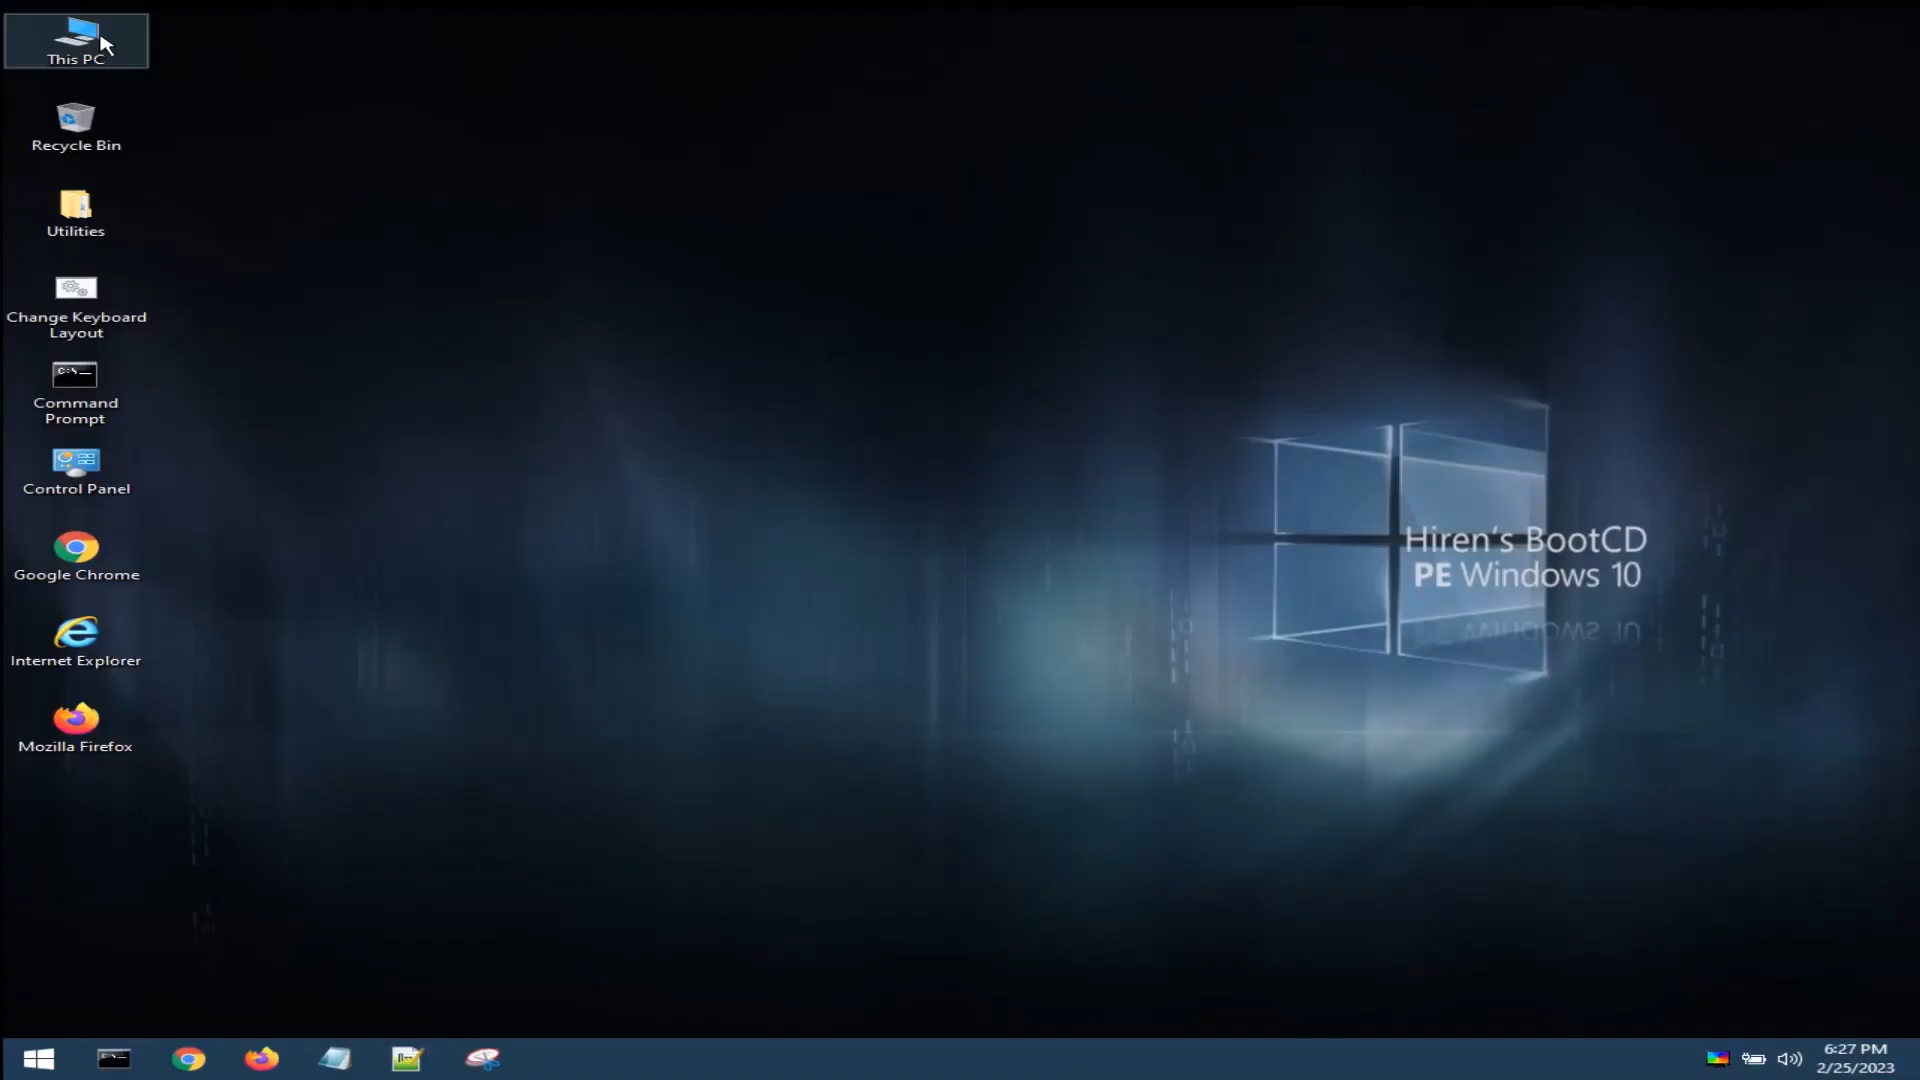 This PC
Recycle Bin
Utilities
Change Keyboard
Layout
C:\
Command
Prompt
Control Panel
Google Chrome
Internet Explorer
Mozilla Firefox
Hiren's BootCD
PE Windows 10
6:27 PM
2/25/2023